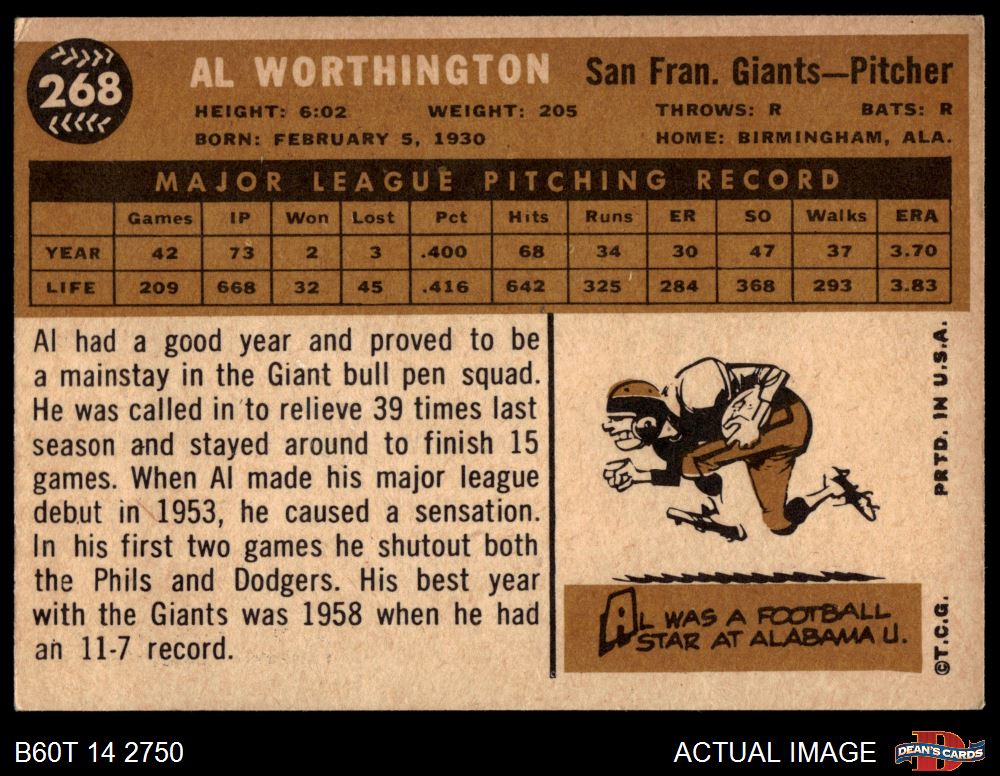 268
AL WORTHINGTON San Fran. Giants—Pitcher
HEIGHT: 6:02 WEIGHT: 205 THROWS: R BATS: R
BORN: FEBRUARY 5, 1930 HOME: BIRMINGHAM, ALA.
MAJOR LEAGUE PITCHING RECORD
Games IP Won Lost Pct Hits Runs ER SO Walks ERA
YEAR 42 73 2 3 .400 68 34 30 47 37 3.70
LIFE 209 668 32 45 .416 642 325 284 368 293 3.83
Al had a good year and proved to be
a mainstay in the Giant bull pen squad.
He was called in to relieve 39 times last
season and stayed around to finish 15
games. When Al made his major league
debut in 1953, he caused a sensation.
In his first two games he shutout both
the Phils and Dodgers. His best year
with the Giants was 1958 when he had
an 11-7 record.
AL WAS A FOOTBALL
STAR AT ALABAMA U.
©T.C.G. PRTD. IN U.S.A.
B60T 14 2750
ACTUAL IMAGE
DEAN'S CARDS